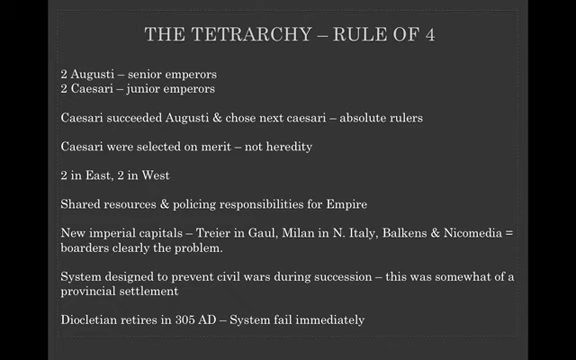 THE TETRARCHY – RULE OF 4
2 Augusti – senior emperors
2 Caesari – junior emperors
Caesari succeeded Augusti & chose next caesari – absolute rulers
Caesari were selected on merit – not heredity
2 in East, 2 in West
Shared resources & policing responsibilities for Empire
New imperial capitals – Treier in Gaul, Milan in N. Italy, Balkens & Nicomedia =
boarders clearly the problem.
System designed to prevent civil wars during succession – this was somewhat of a
provincial settlement
Diocletian retires in 305 AD – System fail immediately